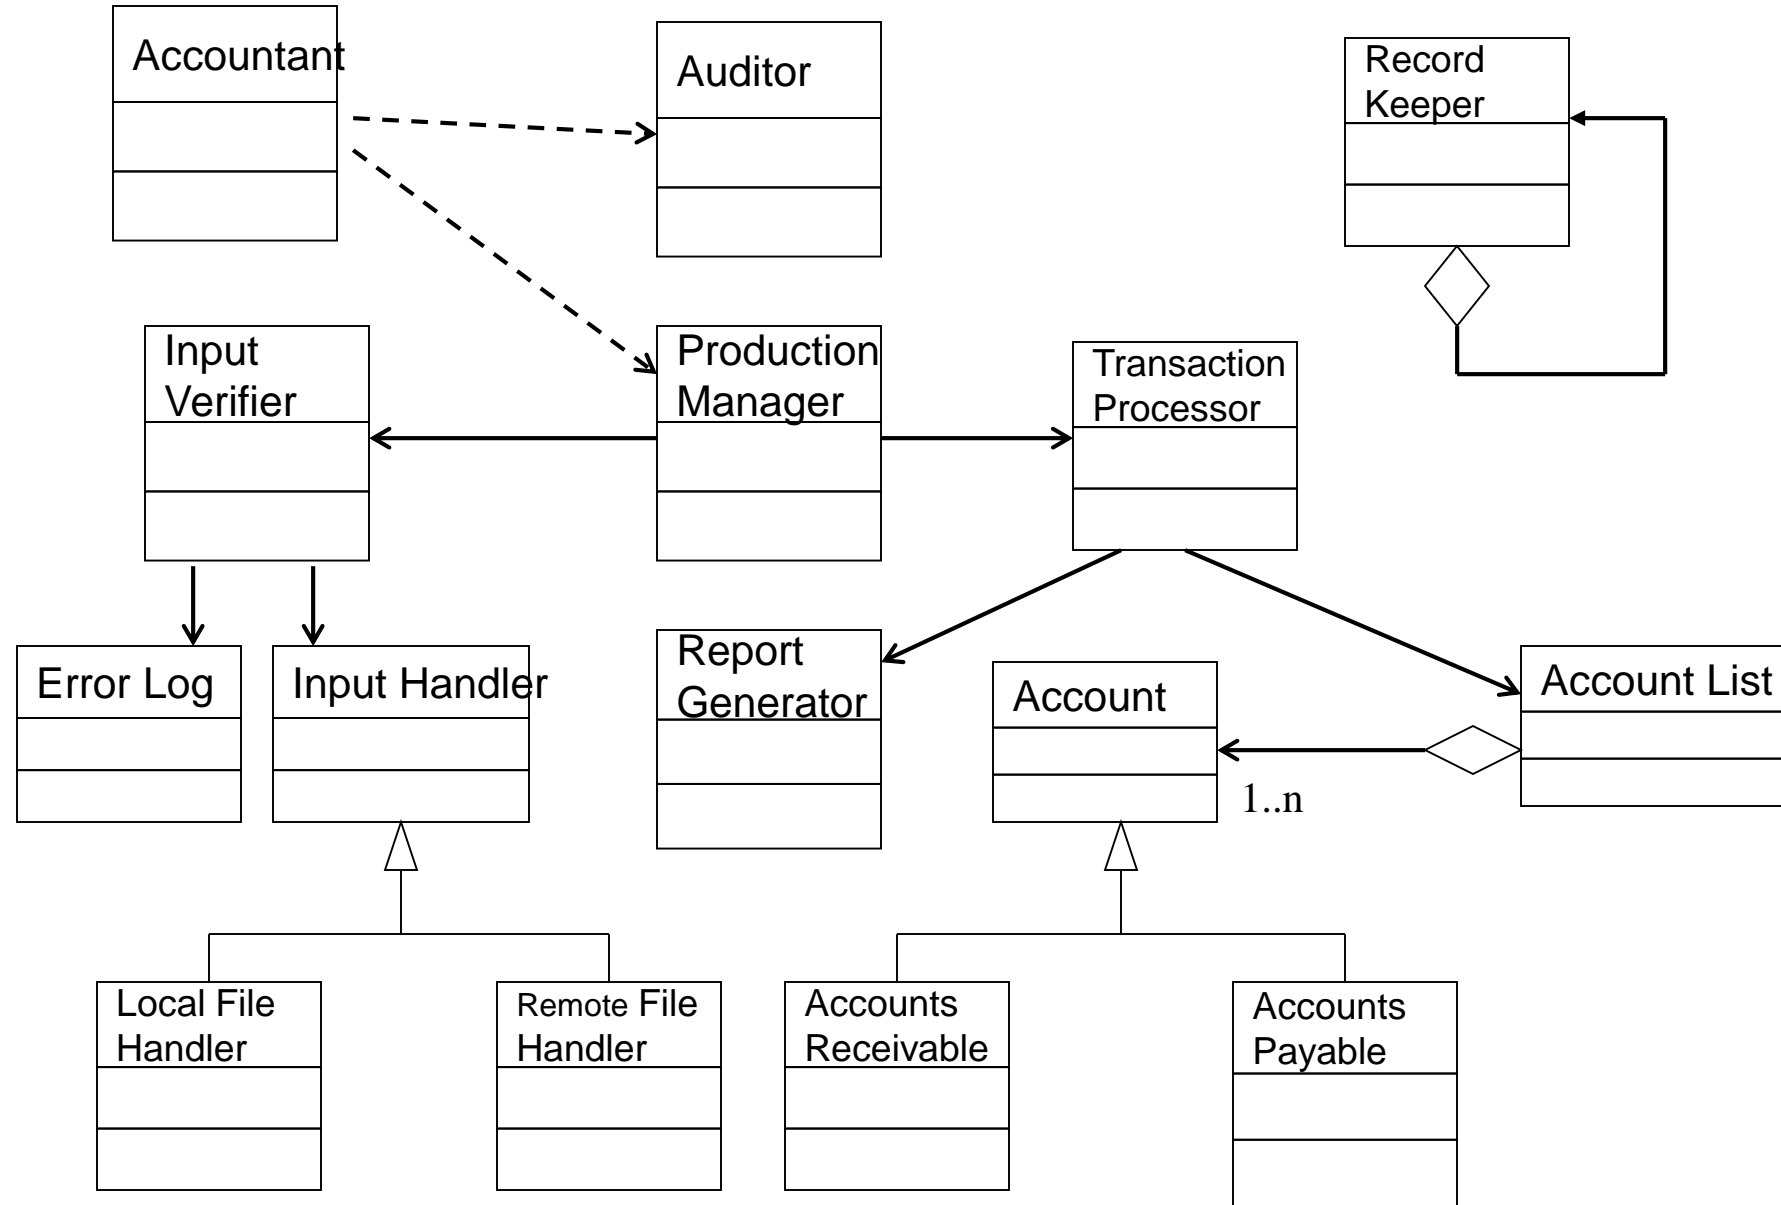 Accountant
Auditor
Record
Keeper
Input
Verifier
Production
Manager
Transaction
Processor
Error Log
Input Handler
Report
Generator
Account
Account List
1..n
Local File
Handler
Remote File
Handler
Accounts
Receivable
Accounts
Payable